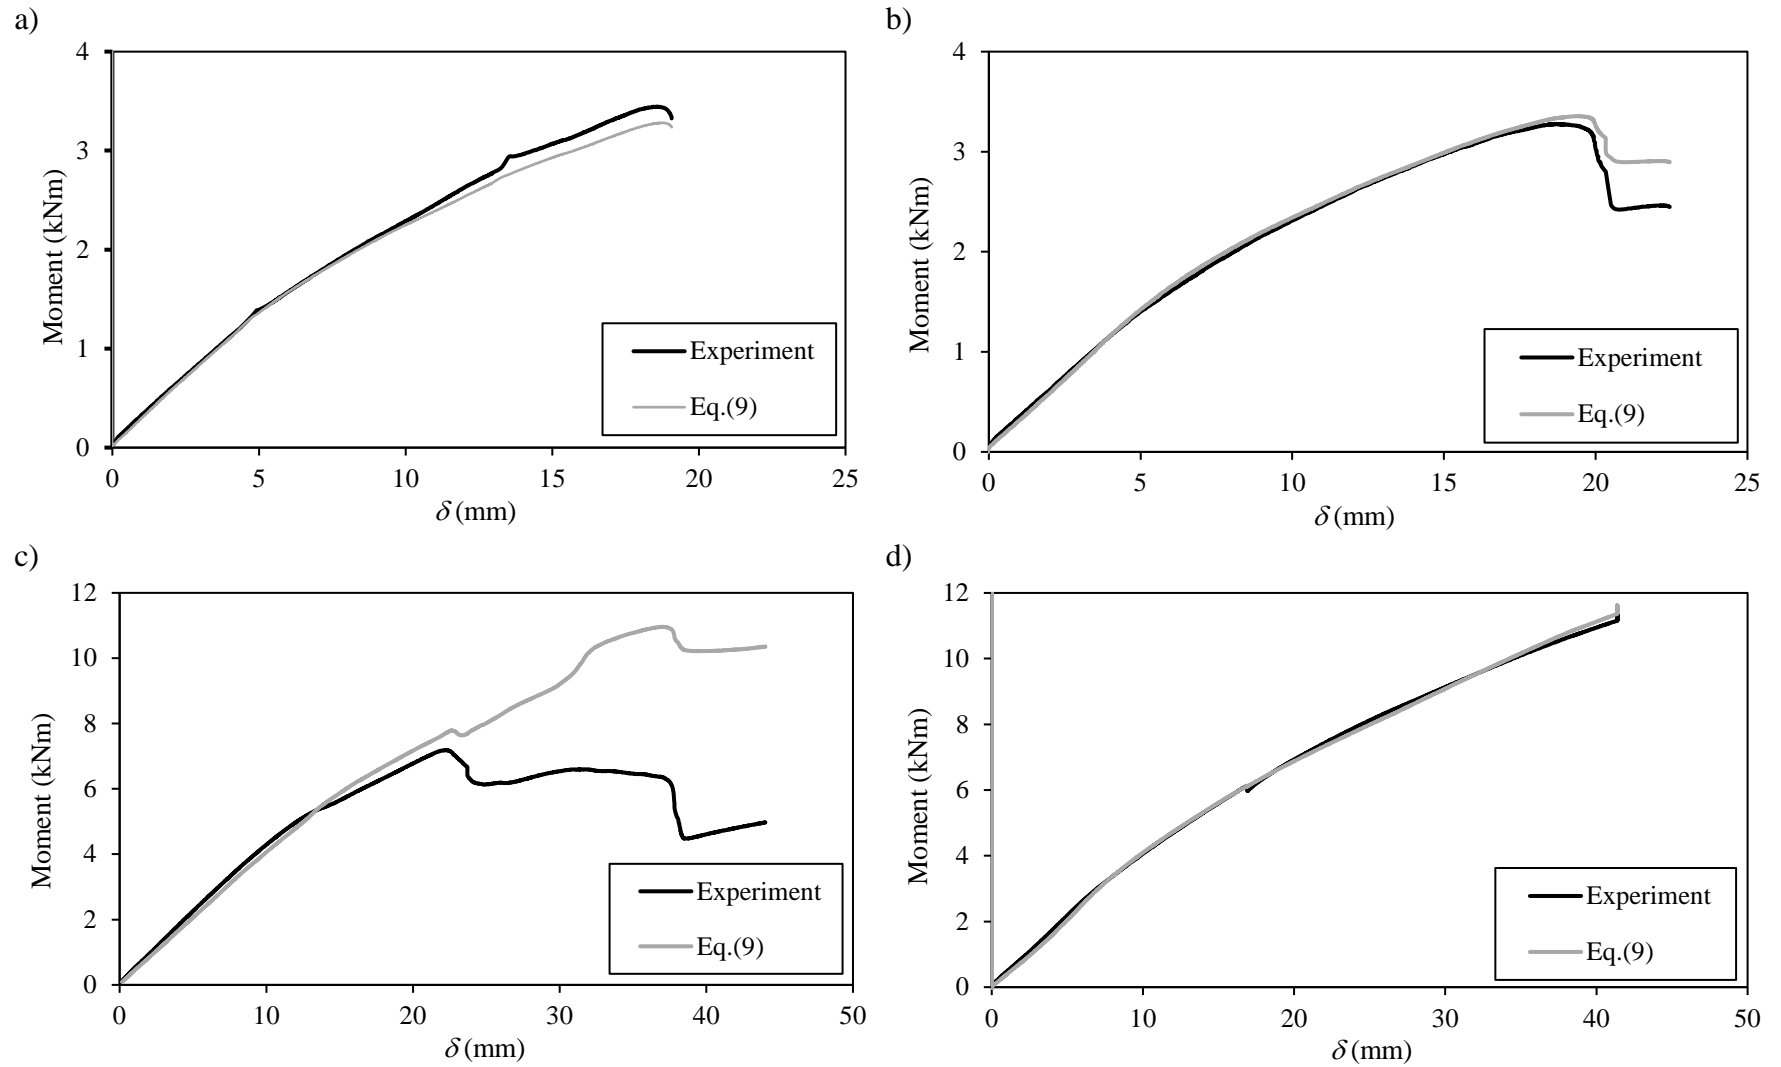 a)
4
3
2
1
0
Moment (kNm)
Experiment
Eq.(9)
0 5 10 15 20 25
δ (mm)
b)
4
3
2
1
0
Moment (kNm)
Experiment
Eq.(9)
0 5 10 15 20 25
δ (mm)
c)
12
10
8
6
4
2
0
Moment (kNm)
Experiment
Eq.(9)
0 10 20 30 40 50
δ (mm)
d)
12
10
8
6
4
2
0
Moment (kNm)
Experiment
Eq.(9)
0 10 20 30 40 50
δ (mm)